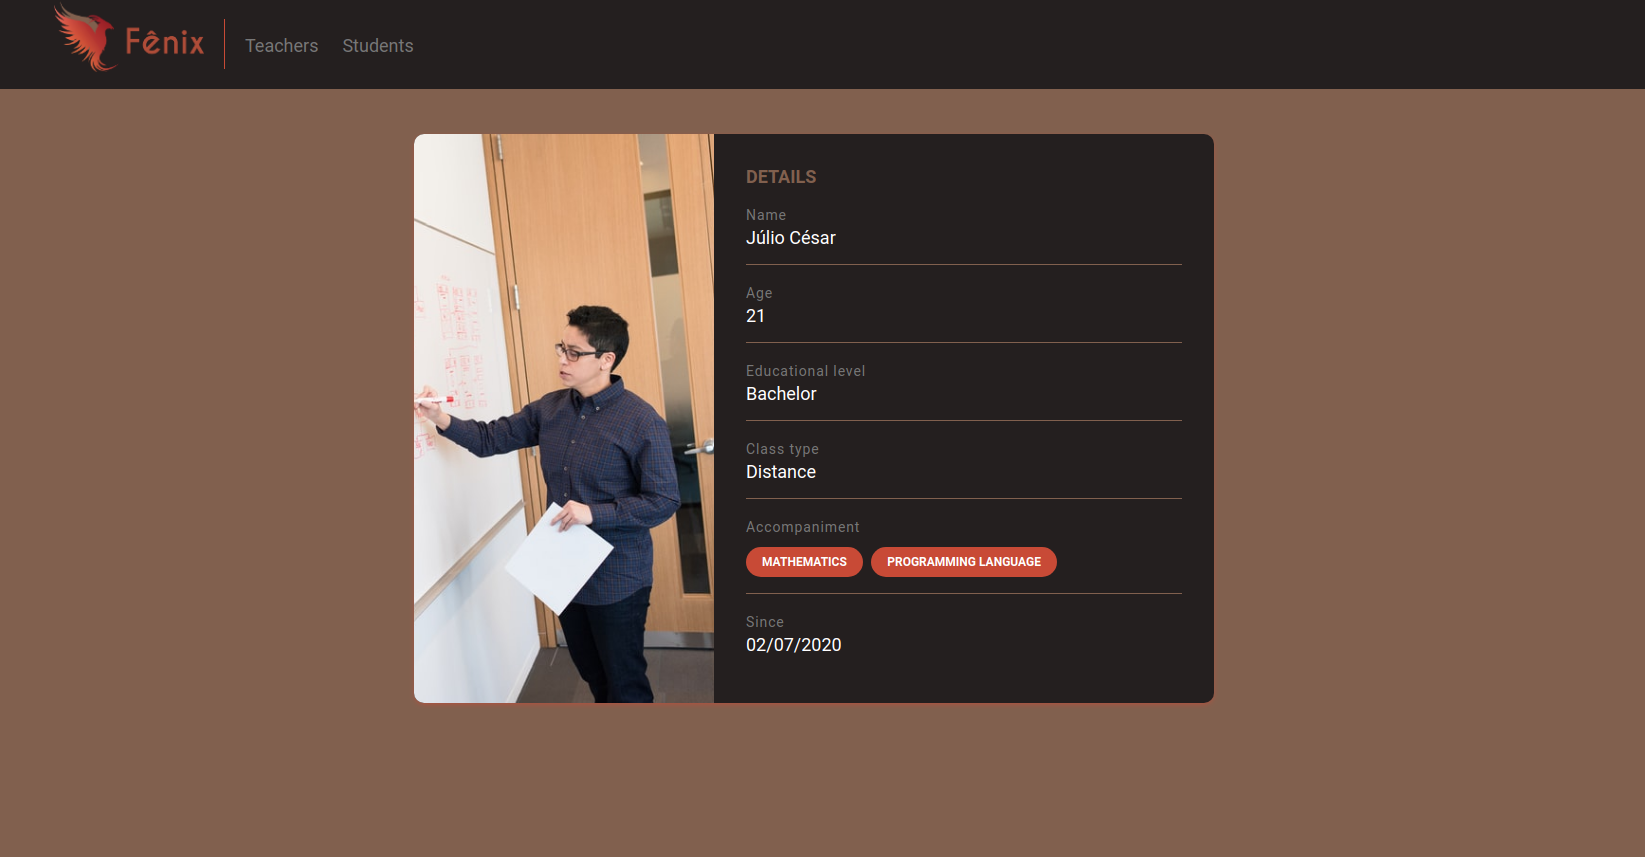 Fênix
Teachers Students
DETAILS
Name
Júlio César
Age
21
Educational level
Bachelor
Class type
Distance
Accompaniment
MATHEMATICS PROGRAMMING LANGUAGE
Since
02/07/2020